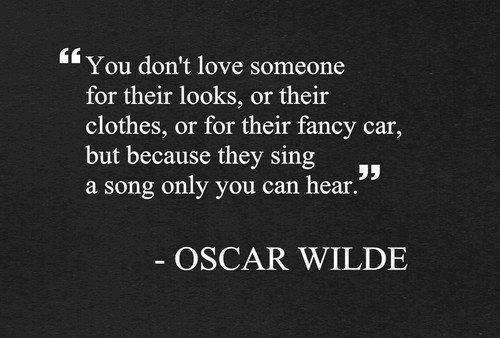 “You don't love someone
for their looks, or their
clothes, or for their fancy car,
but because they sing
a song only you can hear.”
- OSCAR WILDE